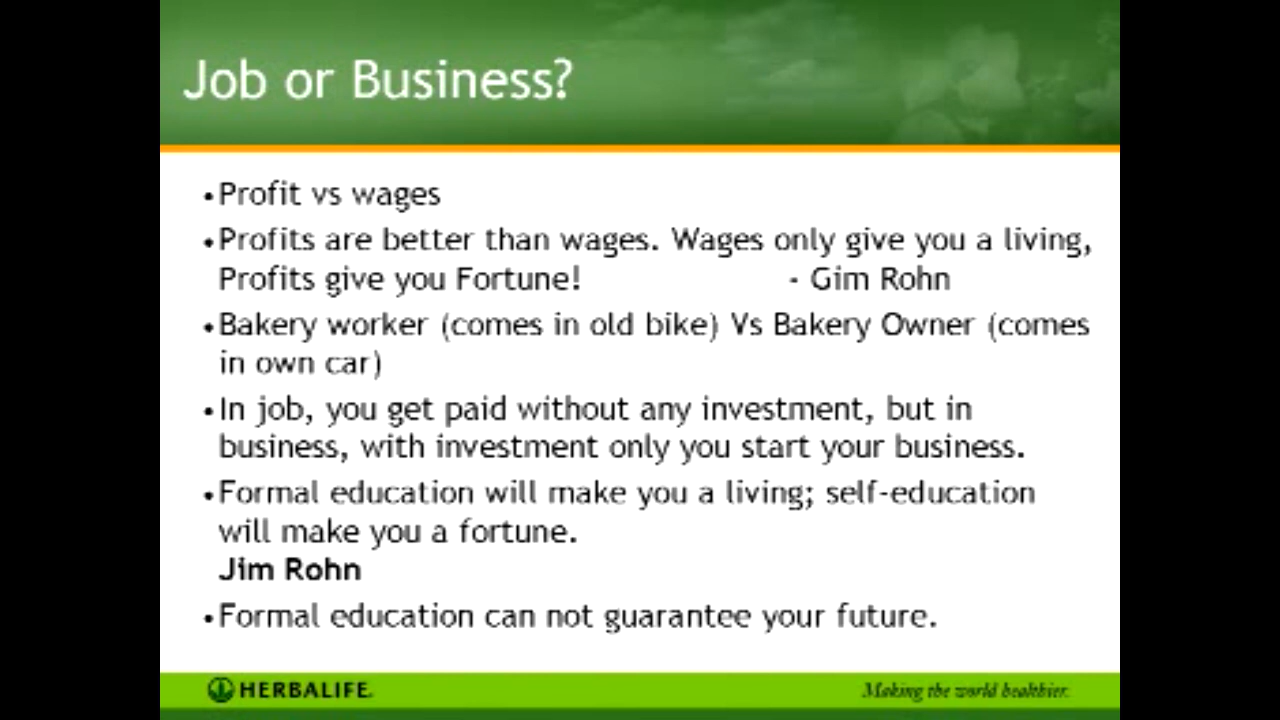 Job or Business?
•Profit vs wages
•Profits are better than wages. Wages only give you a living,
Profits give you Fortune! - Gim Rohn
•Bakery worker (comes in old bike) Vs Bakery Owner (comes
in own car)
•In job, you get paid without any investment, but in
business, with investment only you start your business.
•Formal education will make you a living; self-education
will make you a fortune.
Jim Rohn
•Formal education can not guarantee your future.
HERBALIFE. Making the world healthier.